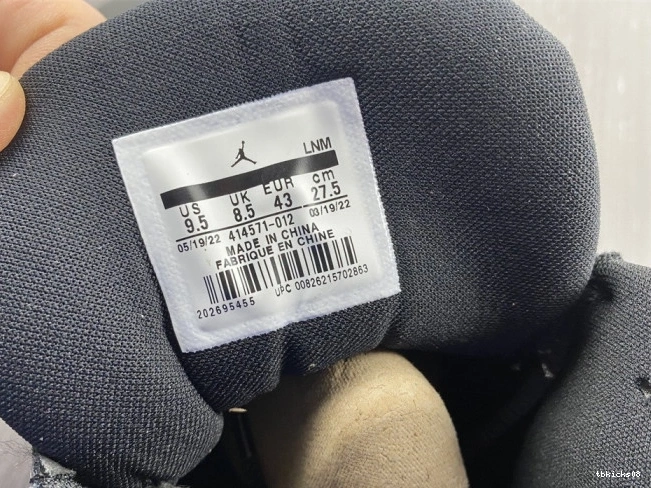 LNM
US UK EUR cm
9.5 8.5 43 27.5
05/19/22 414571-012 03/19/22
MADE IN CHINA
FABRIQUE EN CHINE
202695455 UPC 00826215702863
tbkicks08